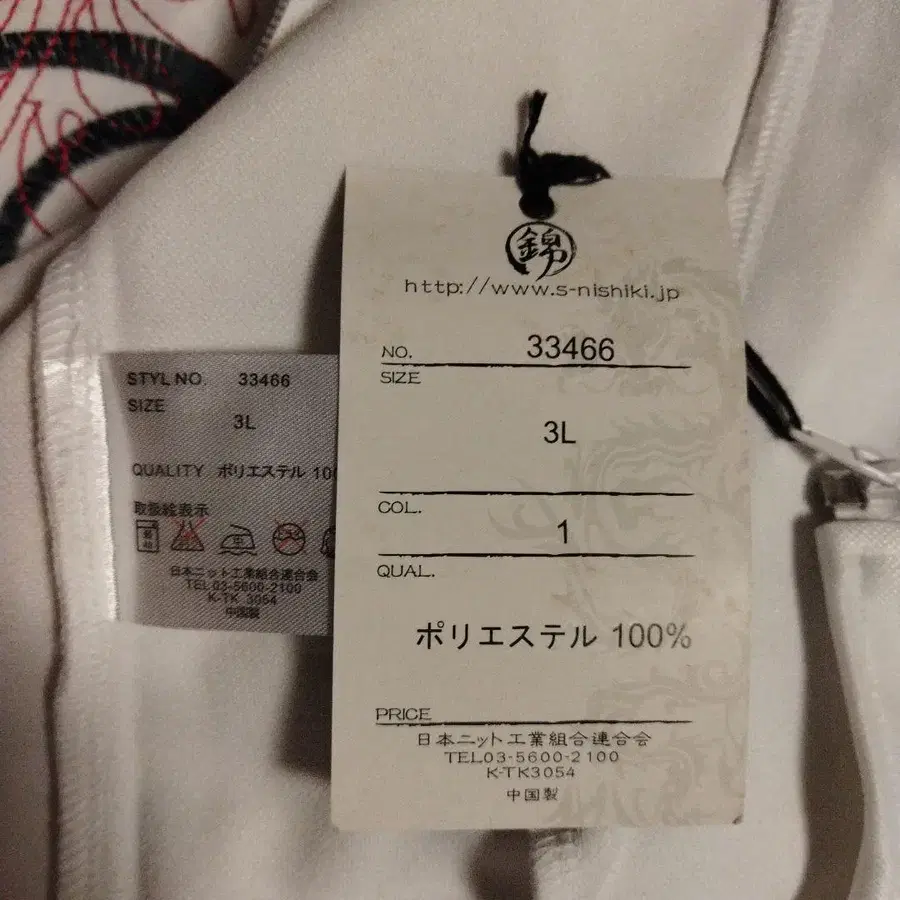 錦
http://www.s-nishiki.jp
NO. 33466
SIZE
3L
COL.
1
QUAL.
ポリエステル 100%
PRICE
日本ニット工業組合連合会
TEL03-5600-2100
K-TK3054
中国製
STYL NO. 33466
SIZE
3L
QUALITY ポリエステル 10
取扱絵表示
日本ニット工業組合連合会
TEL 03-5600-2100
K-TK 3054
中国製